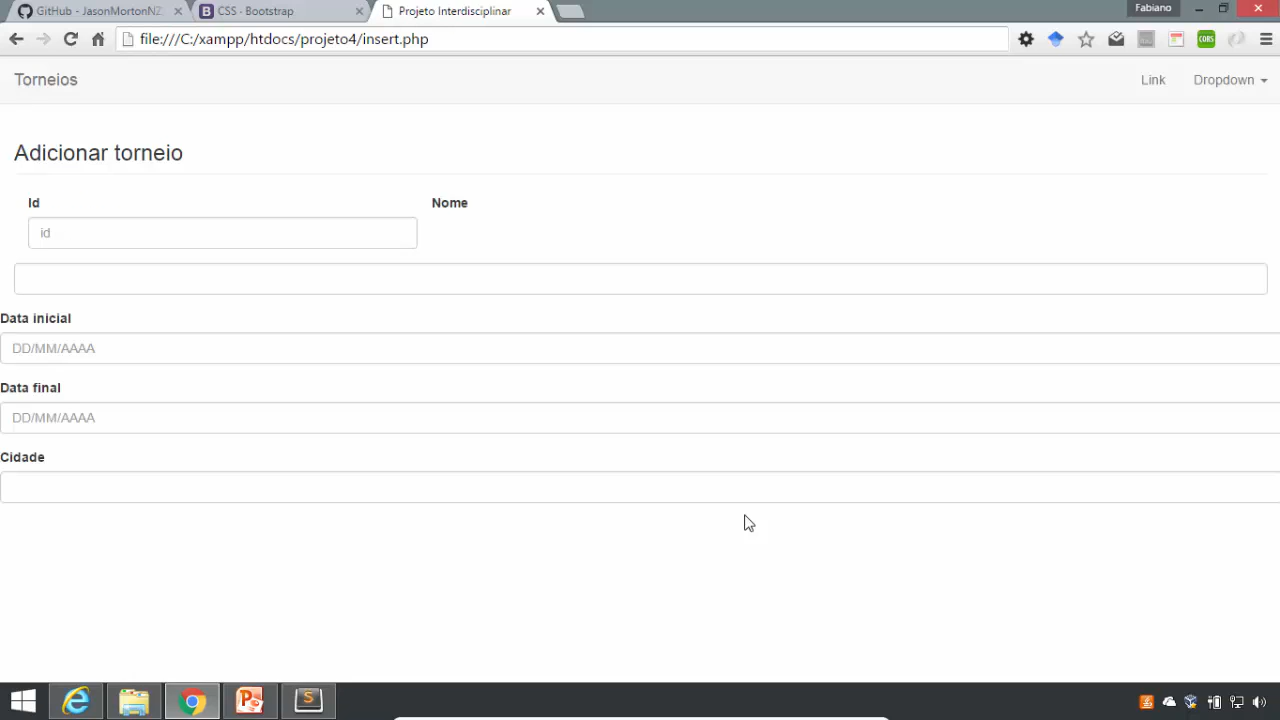 GitHub - JasonMortonNZ
CSS · Bootstrap
Projeto Interdisciplinar
Fabiano
file:///C:/xampp/htdocs/projeto4/insert.php
CORS
Torneios
Link
Dropdown
Adicionar torneio
Id
Nome
id
Data inicial
DD/MM/AAAA
Data final
DD/MM/AAAA
Cidade